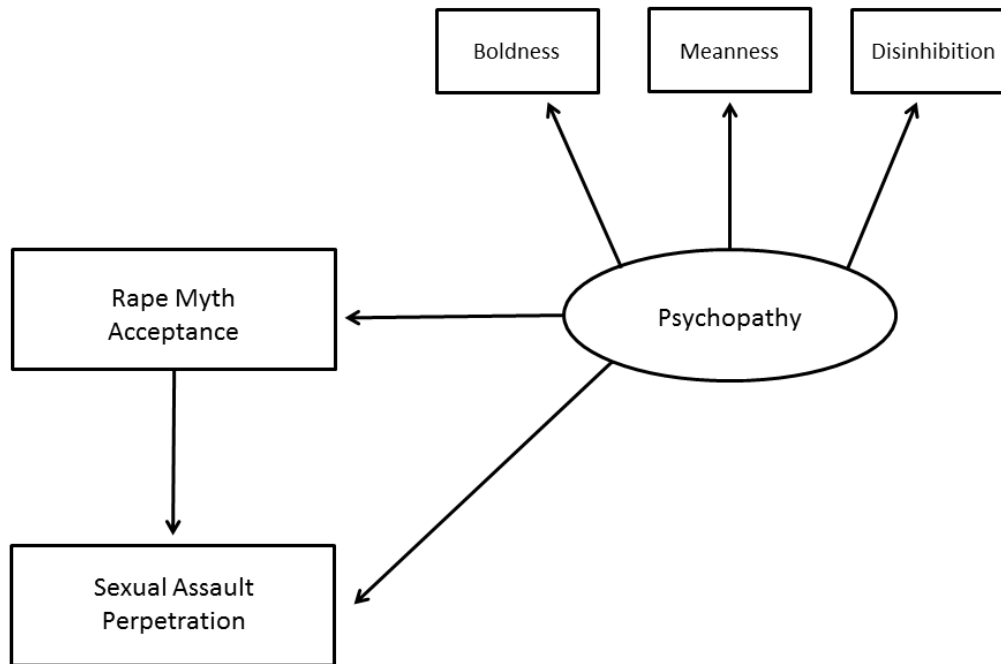 Boldness
Meanness
Disinhibition
Rape Myth
Acceptance
Psychopathy
Sexual Assault
Perpetration